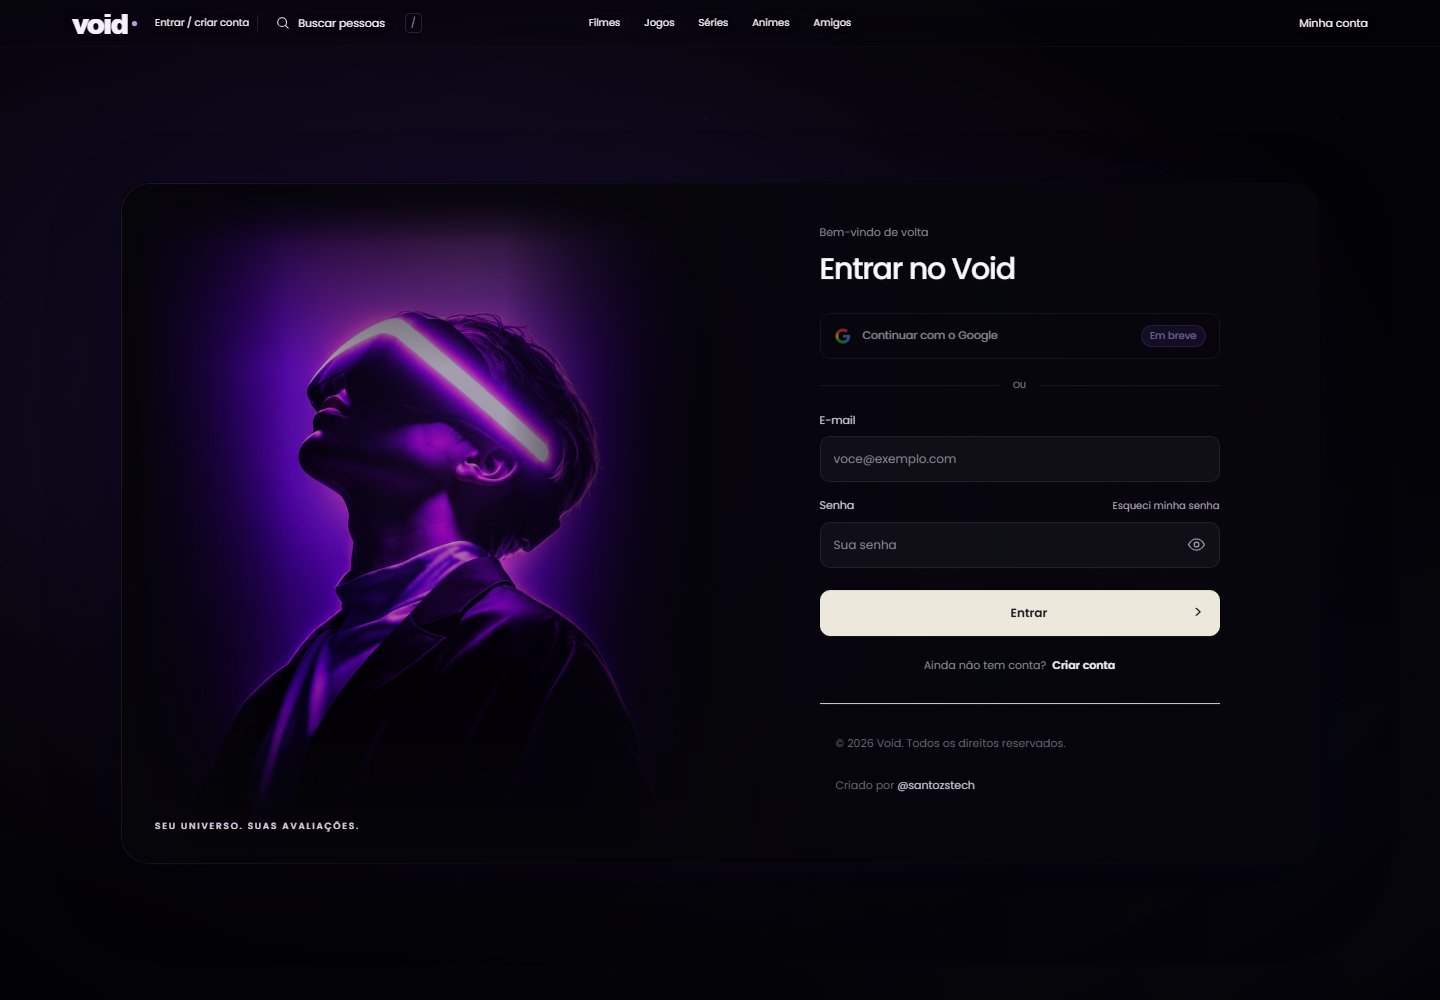 void
Entrar / criar conta
Buscar pessoas
/
Filmes
Jogos
Séries
Animes
Amigos
Minha conta
SEU UNIVERSO. SUAS AVALIAÇÕES.
Bem-vindo de volta
Entrar no Void
Continuar com o Google
Em breve
OU
E-mail
voce@exemplo.com
Senha
Esqueci minha senha
Sua senha
Entrar
Ainda não tem conta? Criar conta
© 2026 Void. Todos os direitos reservados.
Criado por @santozstech